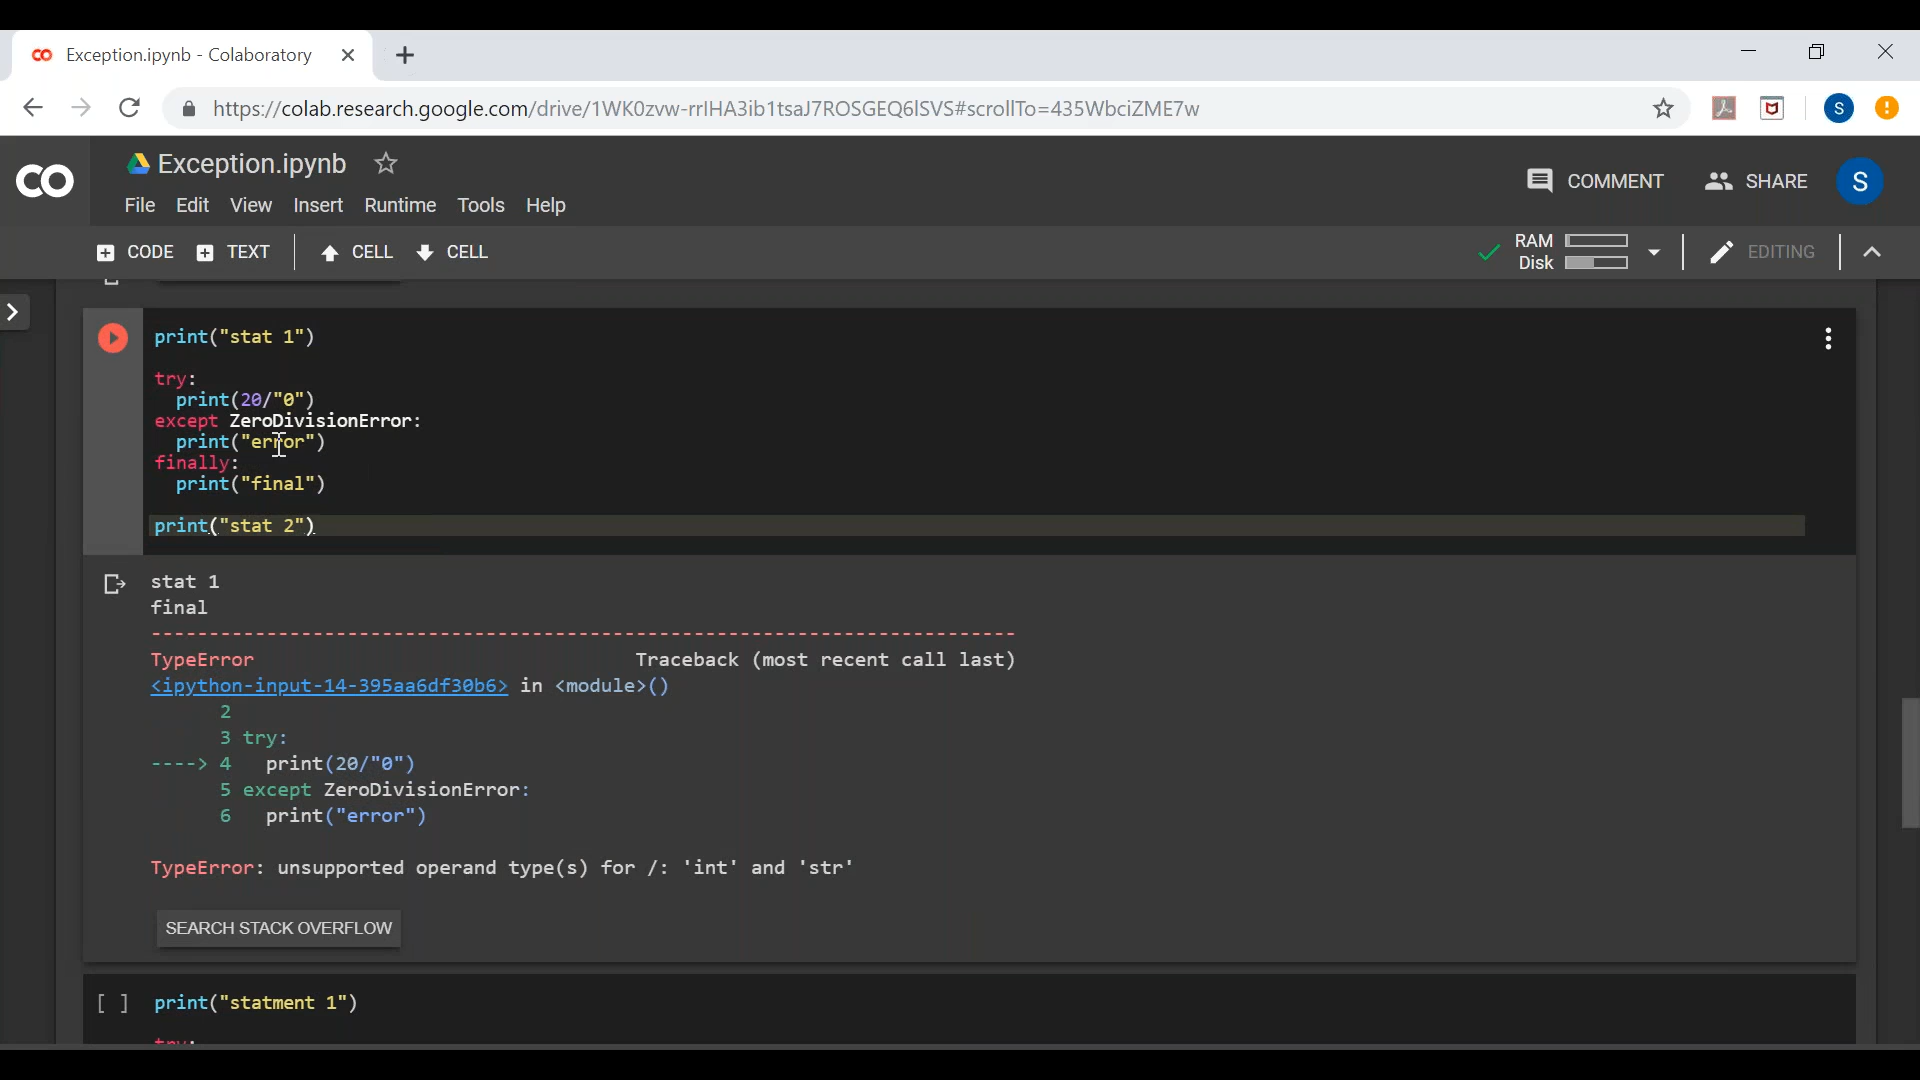 Exception.ipynb - Colaboratory
https://colab.research.google.com/drive/1WK0zvw-rrIHA3ib1tsaJ7ROSGEQ6lSVS#scrollTo=435WbciZME7w
S
CO Exception.ipynb
COMMENT SHARE S
File Edit View Insert Runtime Tools Help
CODE TEXT CELL CELL
RAM
Disk
EDITING
print("stat 1")
try:
print(20/"0")
except ZeroDivisionError:
print("error")
finally:
print("final")
print("stat 2")
stat 1
final
---------------------------------------------------------------------------
TypeError Traceback (most recent call last)
<ipython-input-14-395aa6df30b6> in <module>()
2
3 try:
----> 4 print(20/"0")
5 except ZeroDivisionError:
6 print("error")
TypeError: unsupported operand type(s) for /: 'int' and 'str'
SEARCH STACK OVERFLOW
[ ] print("statment 1")
try: